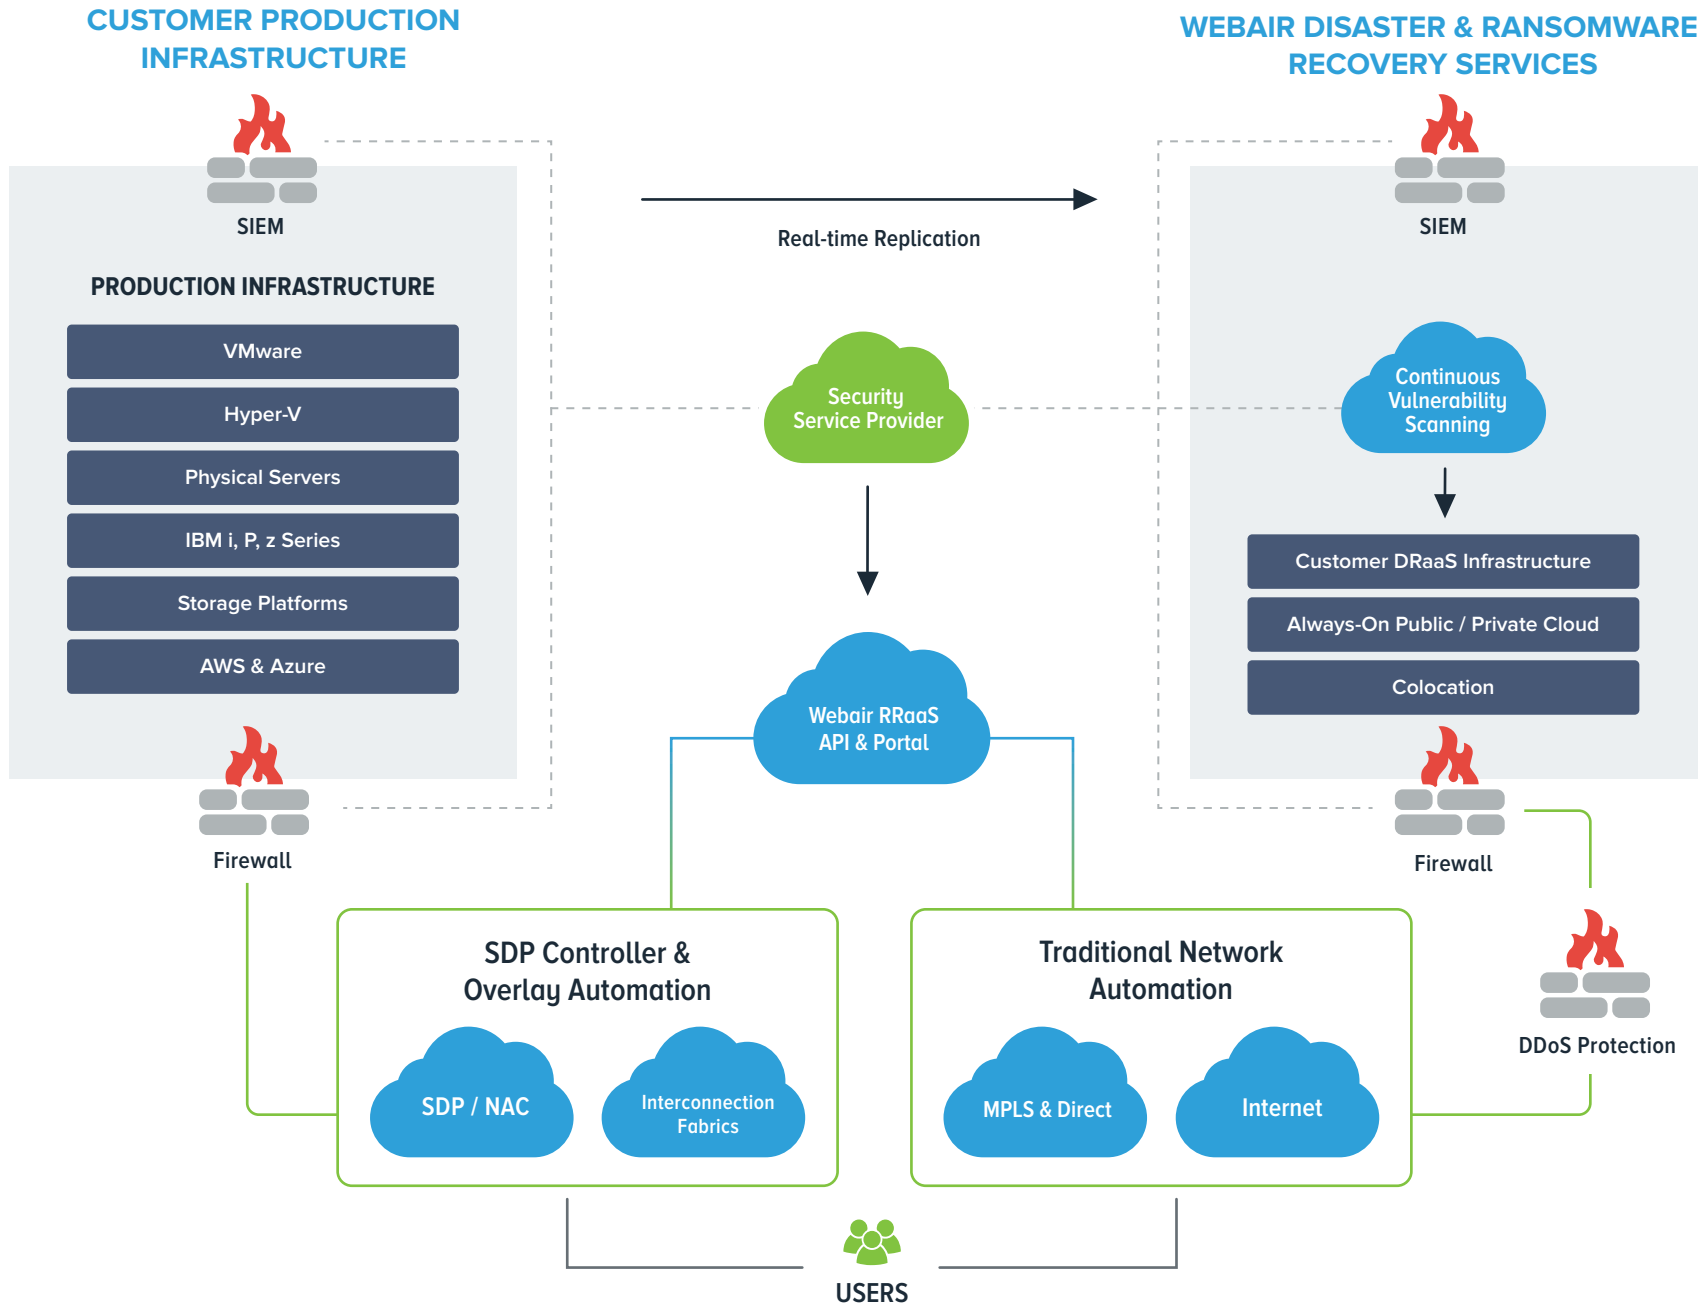 CUSTOMER PRODUCTION
INFRASTRUCTURE
WEBAIR DISASTER & RANSOMWARE
RECOVERY SERVICES
SIEM
PRODUCTION INFRASTRUCTURE
VMware
Hyper-V
Physical Servers
IBM i, P, z Series
Storage Platforms
AWS & Azure
Firewall
Real-time Replication
Security
Service Provider
Webair RRaaS
API & Portal
SIEM
Continuous
Vulnerability
Scanning
Customer DRaaS Infrastructure
Always-On Public / Private Cloud
Colocation
Firewall
DDoS Protection
SDP Controller &
Overlay Automation
SDP / NAC
Interconnection
Fabrics
Traditional Network
Automation
MPLS & Direct
Internet
USERS